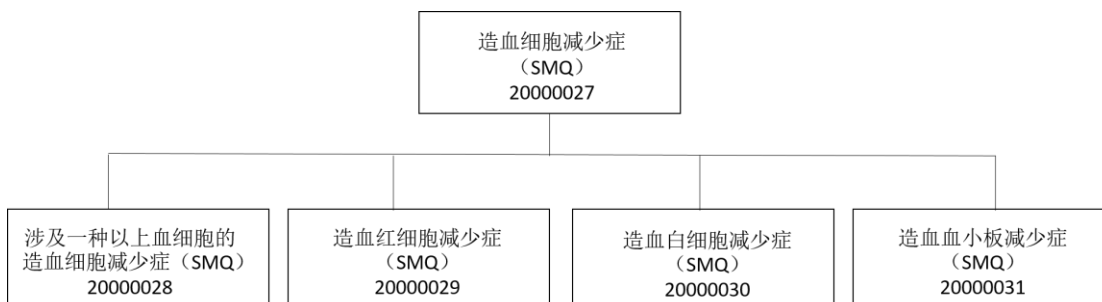 造血细胞减少症
（SMQ）
20000027
涉及一种以上血细胞的
造血细胞减少症（SMQ）
20000028
造血红细胞减少症
（SMQ）
20000029
造血白细胞减少症
（SMQ）
20000030
造血血小板减少症
（SMQ）
20000031